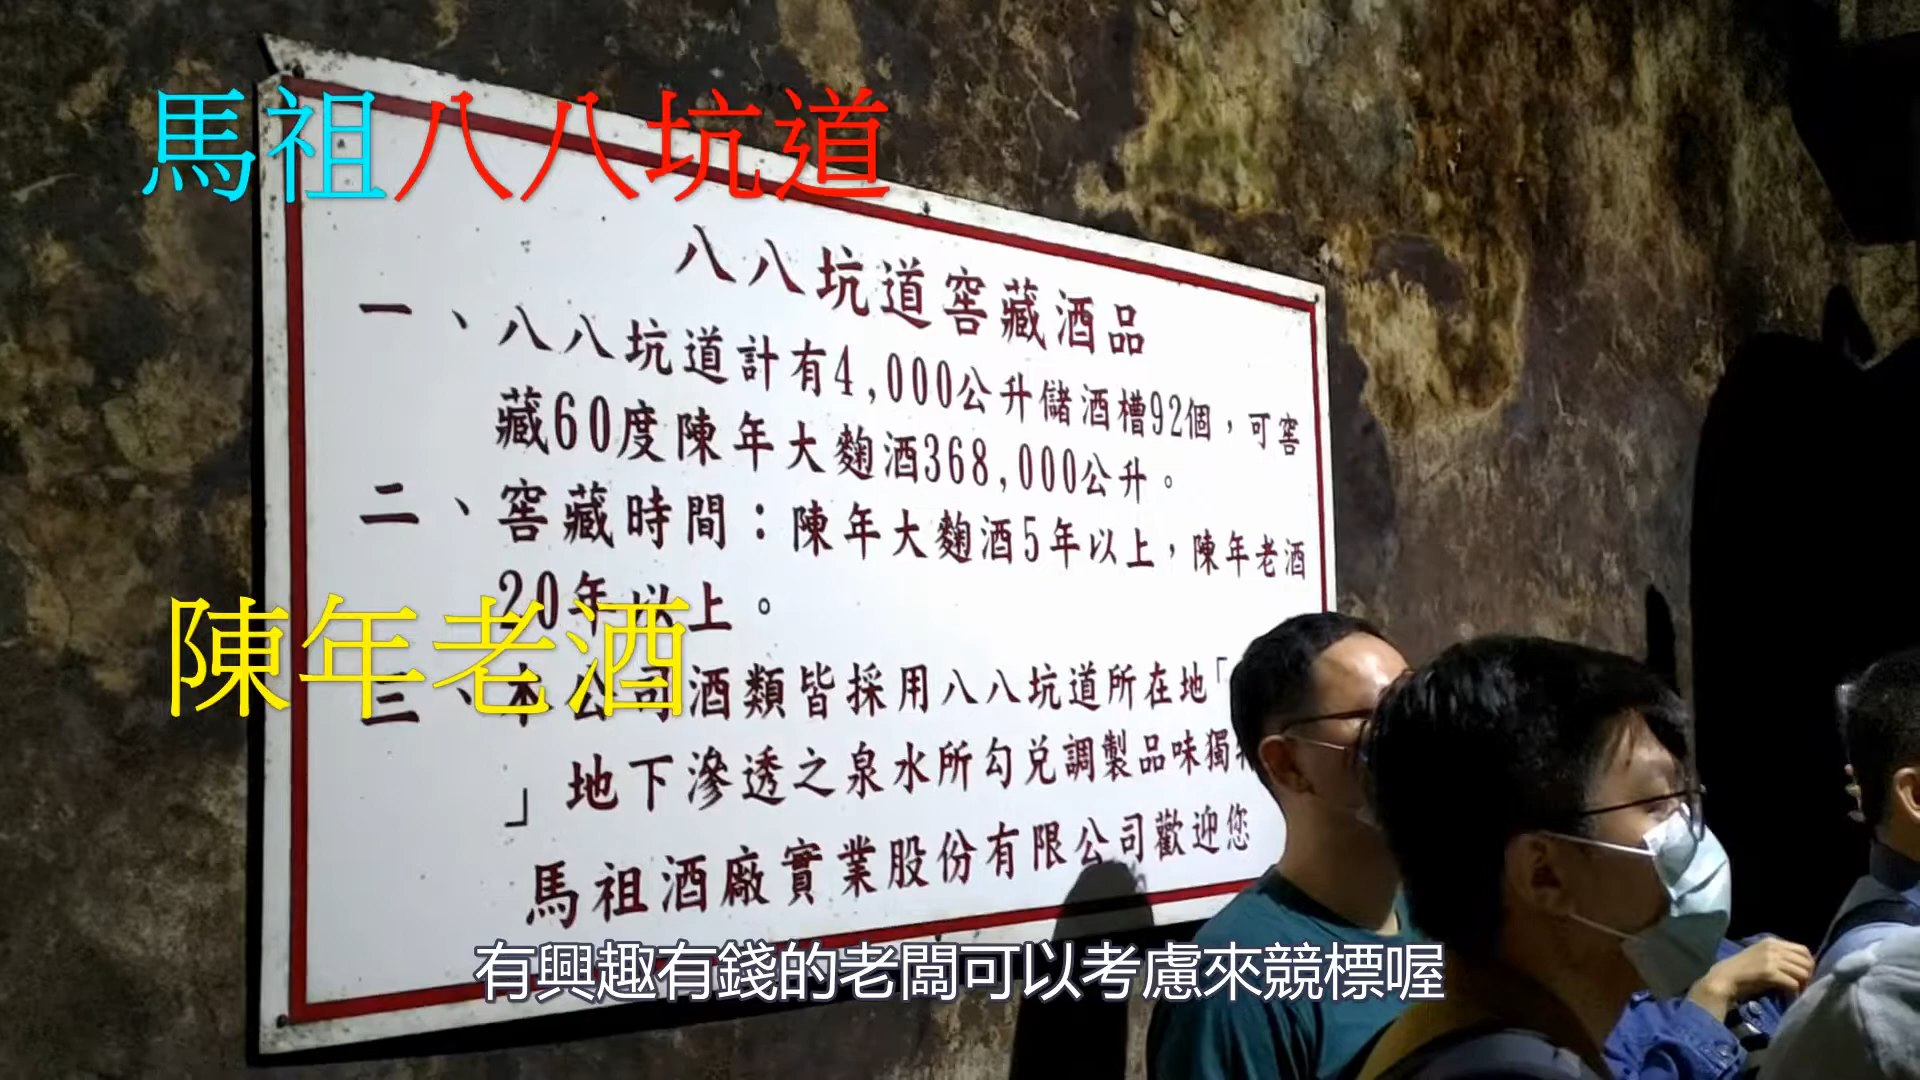 馬祖八八坑道
八八坑道窖藏酒品
一、八八坑道計有4,000公升儲酒槽92個，可窖
藏60度陳年大麴酒368,000公升。
二、窖藏時間：陳年大麴酒5年以上，陳年老酒
20年以上。
陳年老酒
三、本公司酒類皆採用八八坑道所在地「
」地下滲透之泉水所勾兌調製品味獨
馬祖酒廠實業股份有限公司歡迎您
有興趣有錢的老闆可以考慮來競標喔